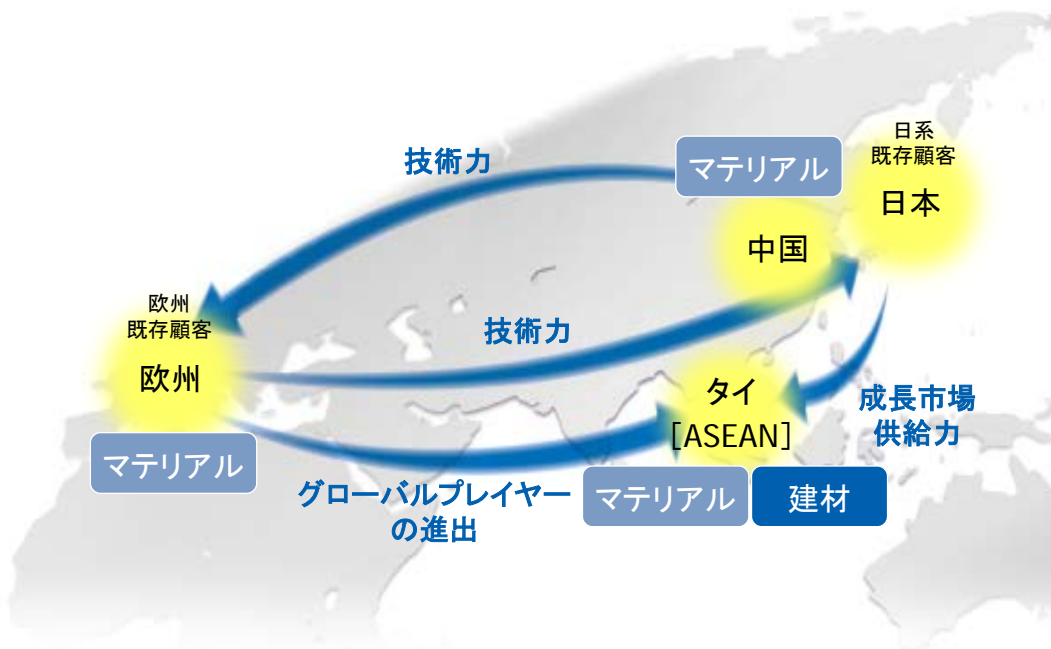 日系
既存顧客
日本
マテリアル
技術力
中国
欧州
既存顧客
欧州
技術力
タイ
[ASEAN]
成長市場
供給力
マテリアル
グローバルプレイヤー
の進出
マテリアル
建材